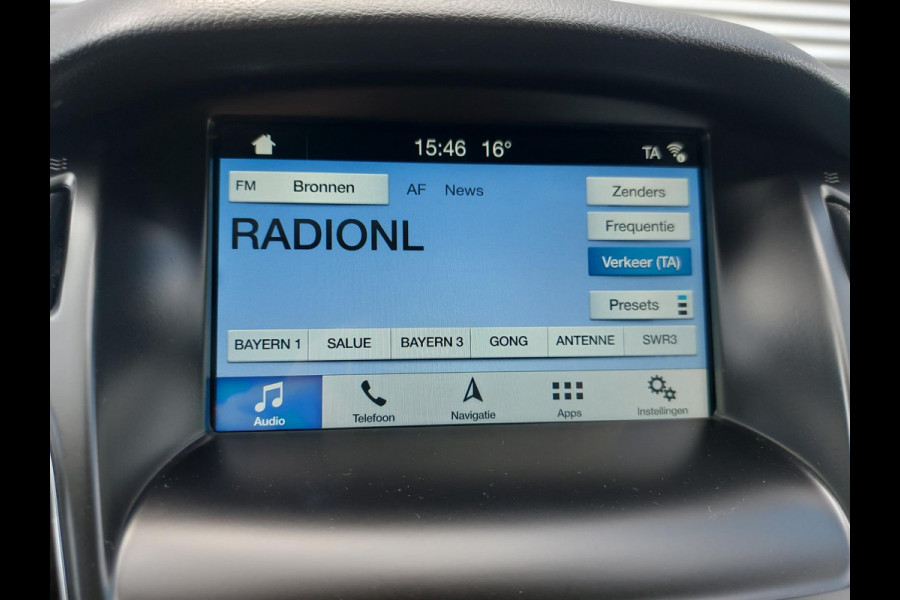 15:46 16° TA
FM Bronnen AF News Zenders
RADIONL Frequentie
Verkeer (TA)
Presets
BAYERN 1 SALUE BAYERN 3 GONG ANTENNE SWR3
Audio Telefoon Navigatie Apps Instellingen